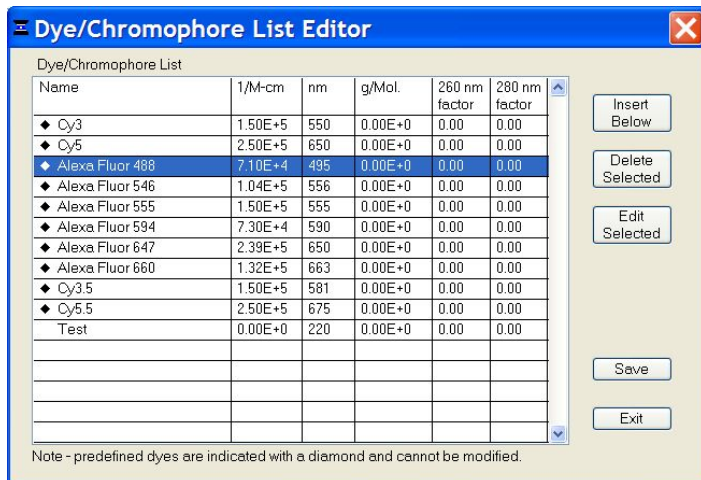 Dye/Chromophore List Editor
Dye/Chromophore List
Name 1/M-cm nm g/Mol. 260 nm factor 280 nm factor
◆ Cy3 1.50E+5 550 0.00E+0 0.00 0.00
◆ Cy5 2.50E+5 650 0.00E+0 0.00 0.00
◆ Alexa Fluor 488 7.10E+4 495 0.00E+0 0.00 0.00
◆ Alexa Fluor 546 1.04E+5 556 0.00E+0 0.00 0.00
◆ Alexa Fluor 555 1.50E+5 555 0.00E+0 0.00 0.00
◆ Alexa Fluor 594 7.30E+4 590 0.00E+0 0.00 0.00
◆ Alexa Fluor 647 2.39E+5 650 0.00E+0 0.00 0.00
◆ Alexa Fluor 660 1.32E+5 663 0.00E+0 0.00 0.00
◆ Cy3.5 1.50E+5 581 0.00E+0 0.00 0.00
◆ Cy5.5 2.50E+5 675 0.00E+0 0.00 0.00
Test 0.00E+0 220 0.00E+0 0.00 0.00
Note - predefined dyes are indicated with a diamond and cannot be modified.
Insert
Below
Delete
Selected
Edit
Selected
Save
Exit